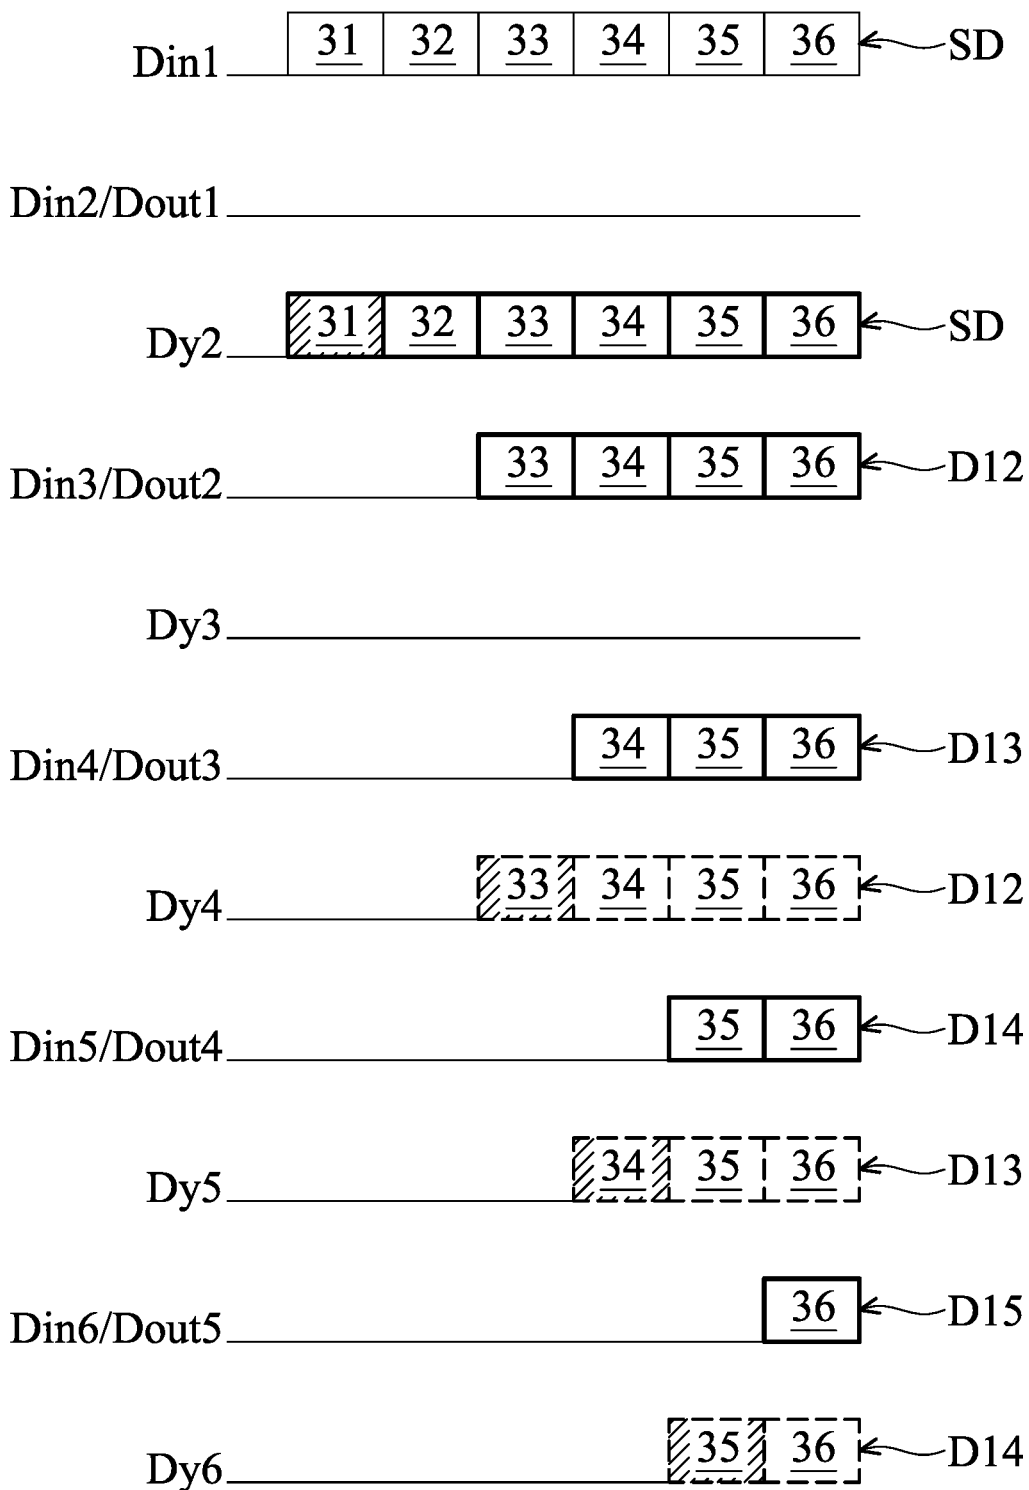 Din1 31 32 33 34 35 36 SD
Din2/Dout1
Dy2 31 32 33 34 35 36 SD
Din3/Dout2 33 34 35 36 D12
Dy3
Din4/Dout3 34 35 36 D13
Dy4 33 34 35 36 D12
Din5/Dout4 35 36 D14
Dy5 34 35 36 D13
Din6/Dout5 36 D15
Dy6 35 36 D14